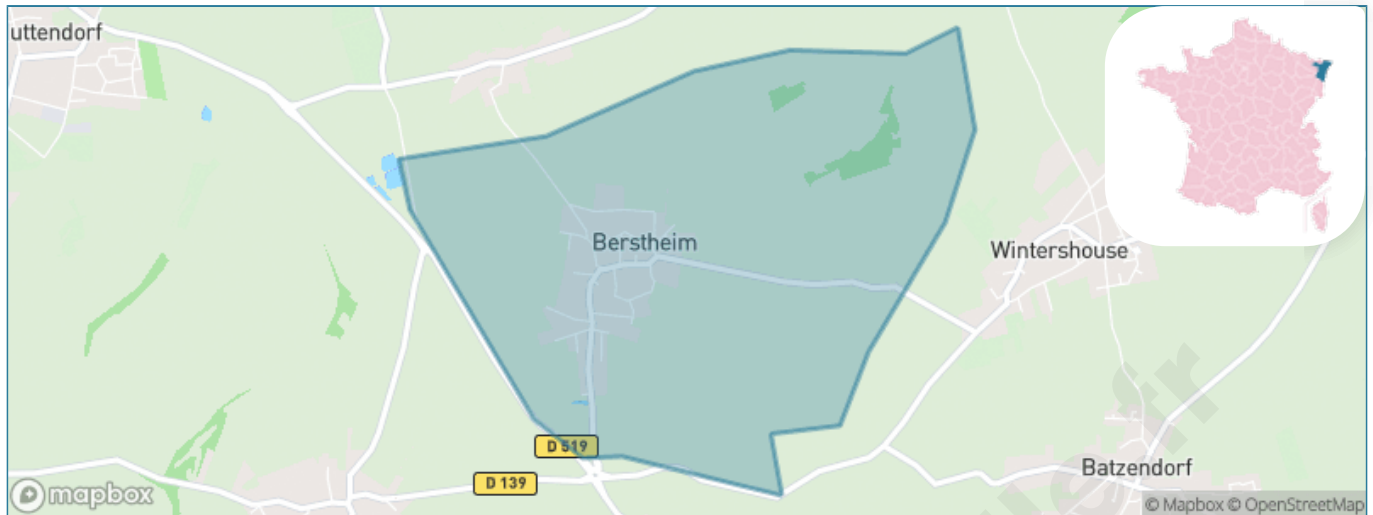 uttendorf
Berstheim
Wintershouse
D 519
D 139
Batzendorf
mapbox
© Mapbox © OpenStreetMap